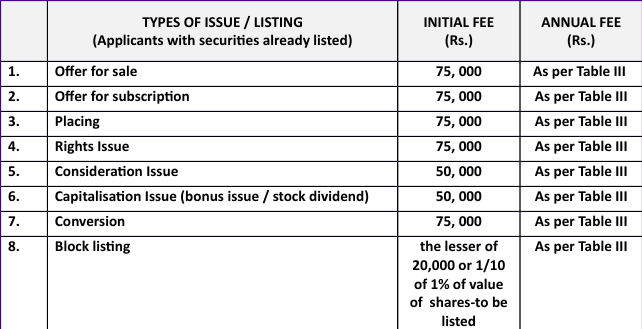 TYPES OF ISSUE / LISTING
(Applicants with securities already listed)
INITIAL FEE
(Rs.)
ANNUAL FEE
(Rs.)
1. Offer for sale 75, 000 As per Table III
2. Offer for subscription 75, 000 As per Table III
3. Placing 75, 000 As per Table III
4. Rights Issue 75, 000 As per Table III
5. Consideration Issue 50, 000 As per Table III
6. Capitalisation Issue (bonus issue / stock dividend) 50, 000 As per Table III
7. Conversion 75, 000 As per Table III
8. Block listing the lesser of As per Table III
20,000 or 1/10
of 1% of value
of shares-to be
listed